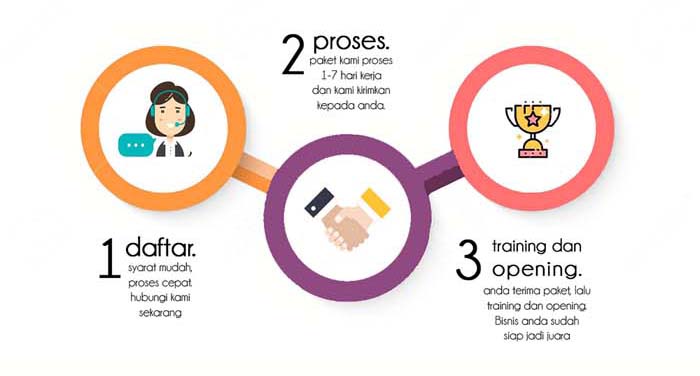 1 daftar.
syarat mudah,
proses cepat.
hubungi kami
sekarang
2 proses.
paket kami proses
1-7 hari kerja
dan kami kirimkan
kepada anda.
3 training dan
opening.
anda terima paket, lalu
training dan opening.
Bisnis anda sudah
siap jadi juara